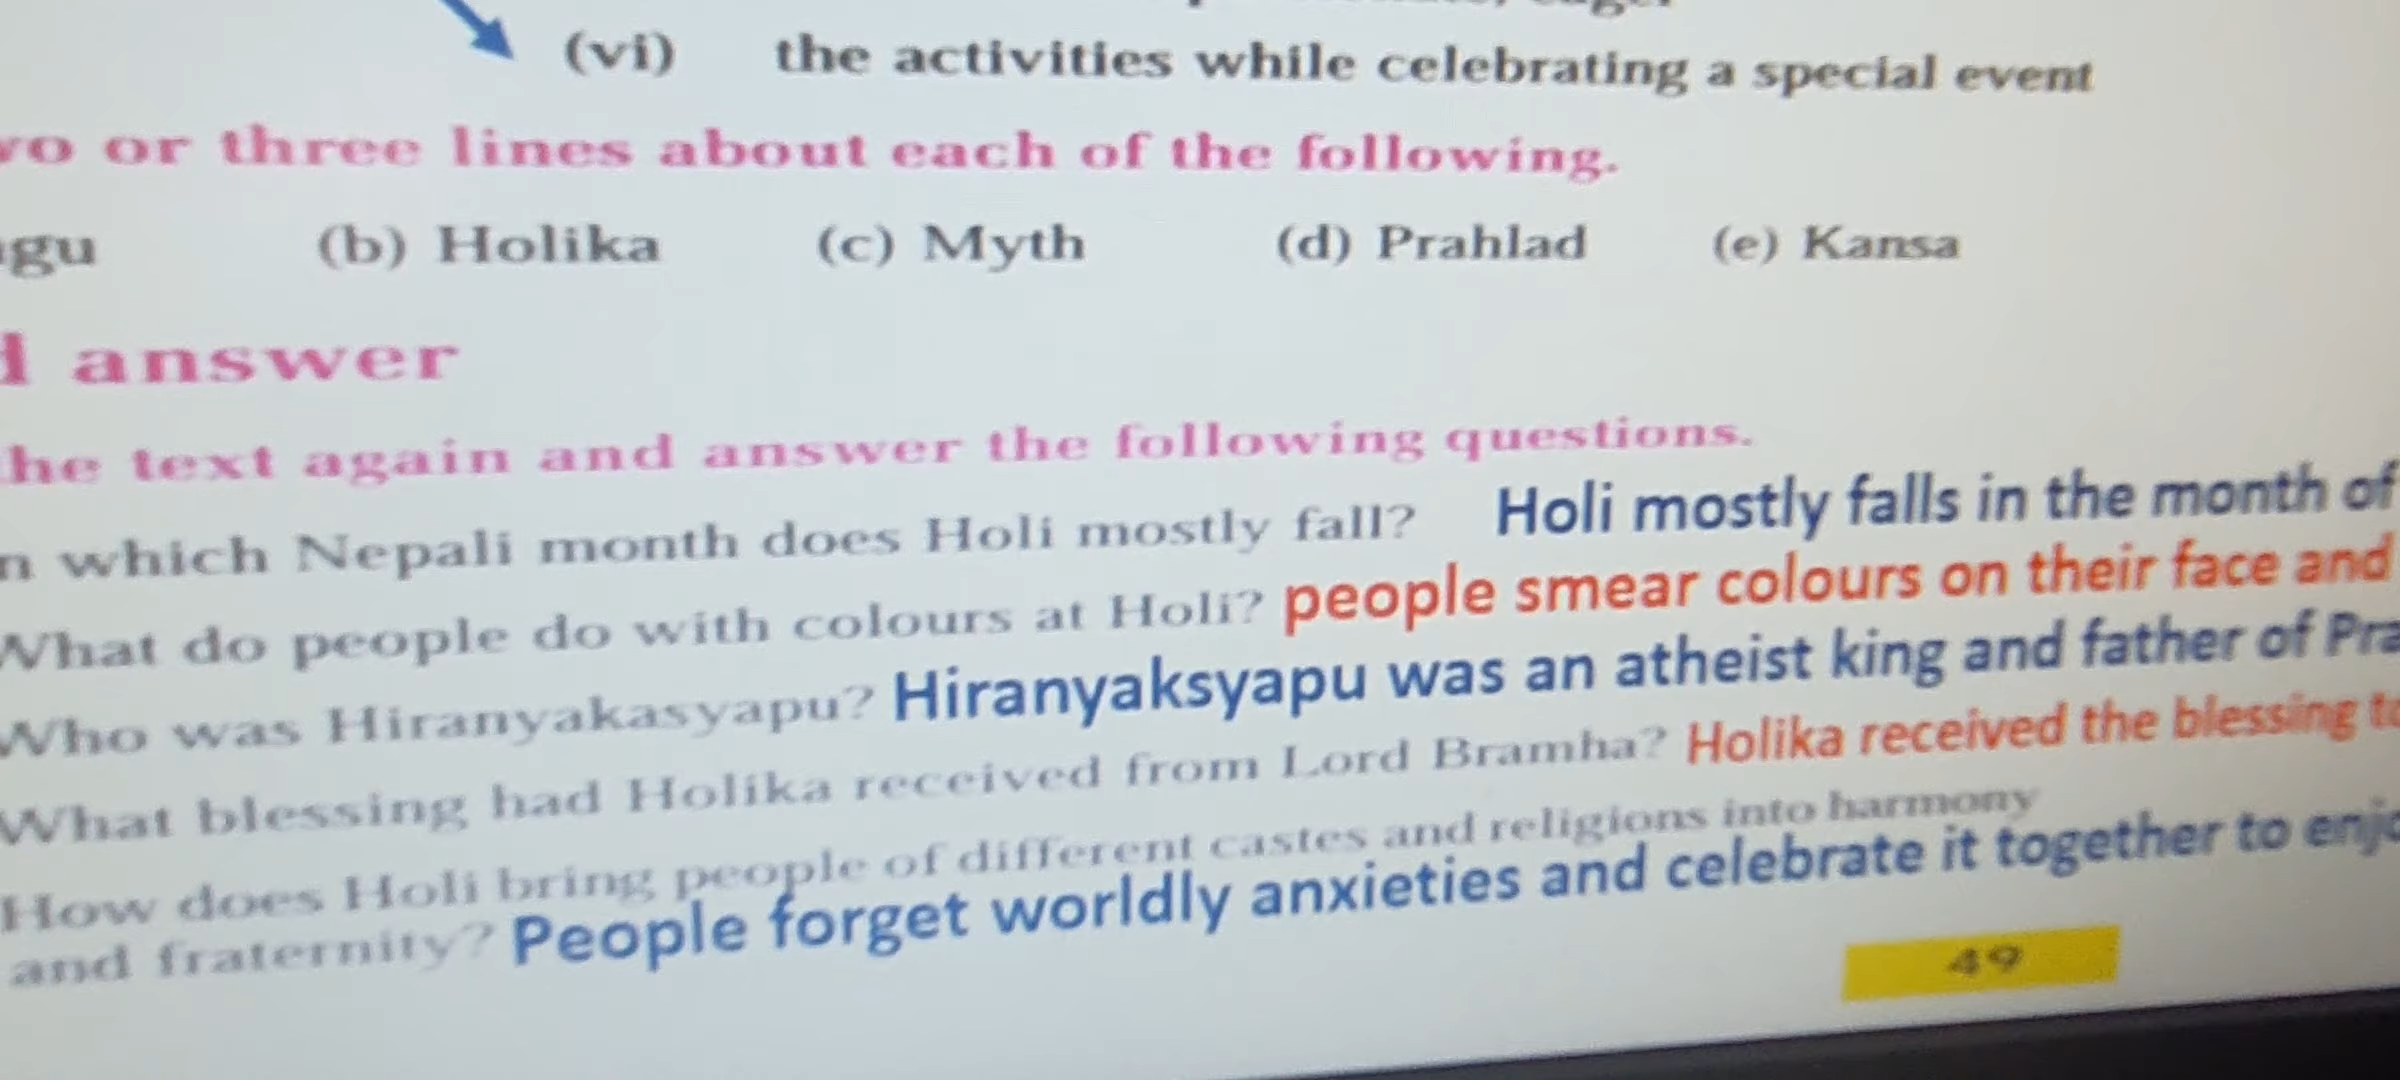 (vi) the activities while celebrating a special event
or three lines about each of the following.
(b) Holika (c) Myth (d) Prahlad (e) Kansa
answer
text again and answer the following questions.
which Nepali month does Holi mostly fall? Holi mostly falls in the month of
What do people do with colours at Holi? people smear colours on their face and
Who was Hiranyakasyapu? Hiranyaksyapu was an atheist king and father of
What blessing had Holika received from Lord Bramha? Holika received the blessing
How does Holi bring people of different castes and religions into harmony
and fraternity? People forget worldly anxieties and celebrate it together to
49